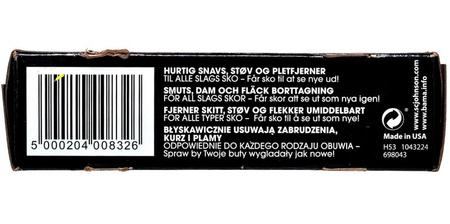 HURTIG SNAVS, STØV OG PLETFJERNER
TIL ALLE SLAGS SKO – Får sko til at se nye ud!
SMUTS, DAM OCH FLÄCK BORTTAGNING
FÖR ALL SLAGS SKOR – Får skor att se ut som nya igen!
FJERNER SKITT, STØV OG FLEKKER UMIDDELBART
FOR ALLE TYPER SKO – Får sko til å se ut som nye!
BŁYSKAWICZNIE USUWAJĄ ZABRUDZENIA,
KURZ I PLAMY
ODPOWIEDNIE DO KAŻDEGO RODZAJU OBUWIA –
Spraw by Twoje buty wyglądały jak nowe!
5 000204 008326
www.scjohnson.com
www.bama.info
Made in USA
H53 1043224
698043